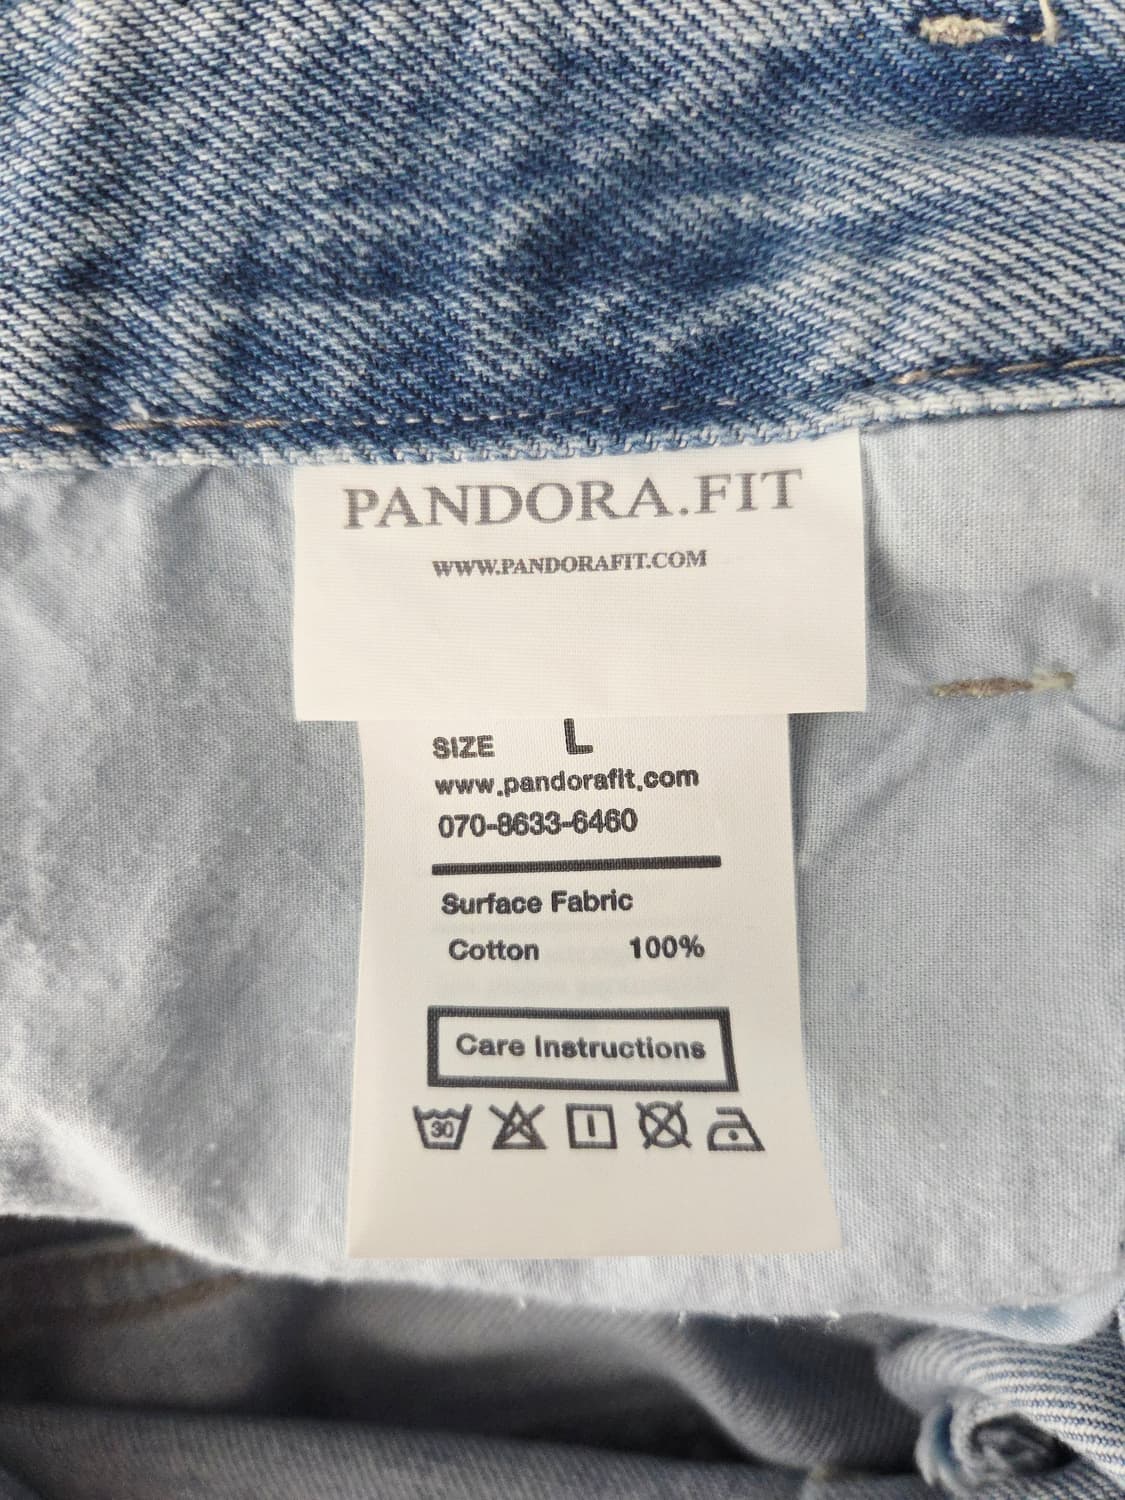 PANDORA.FIT
WWW.PANDORAFIT.COM
SIZE L
www.pandorafit.com
070-8633-6460
Surface Fabric
Cotton 100%
Care Instructions
30